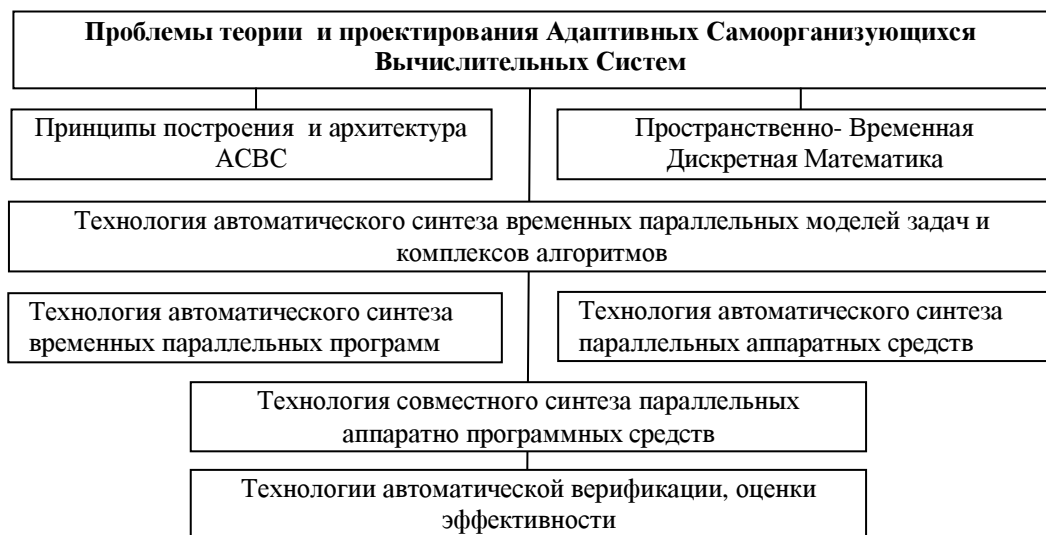 Проблемы теории и проектирования Адаптивных Самоорганизующихся
Вычислительных Систем
Принципы построения и архитектура
АСВС
Пространственно- Временная
Дискретная Математика
Технология автоматического синтеза временных параллельных моделей задач и
комплексов алгоритмов
Технология автоматического синтеза
временных параллельных программ
Технология автоматического синтеза
параллельных аппаратных средств
Технология совместного синтеза параллельных
аппаратно программных средств
Технологии автоматической верификации, оценки
эффективности